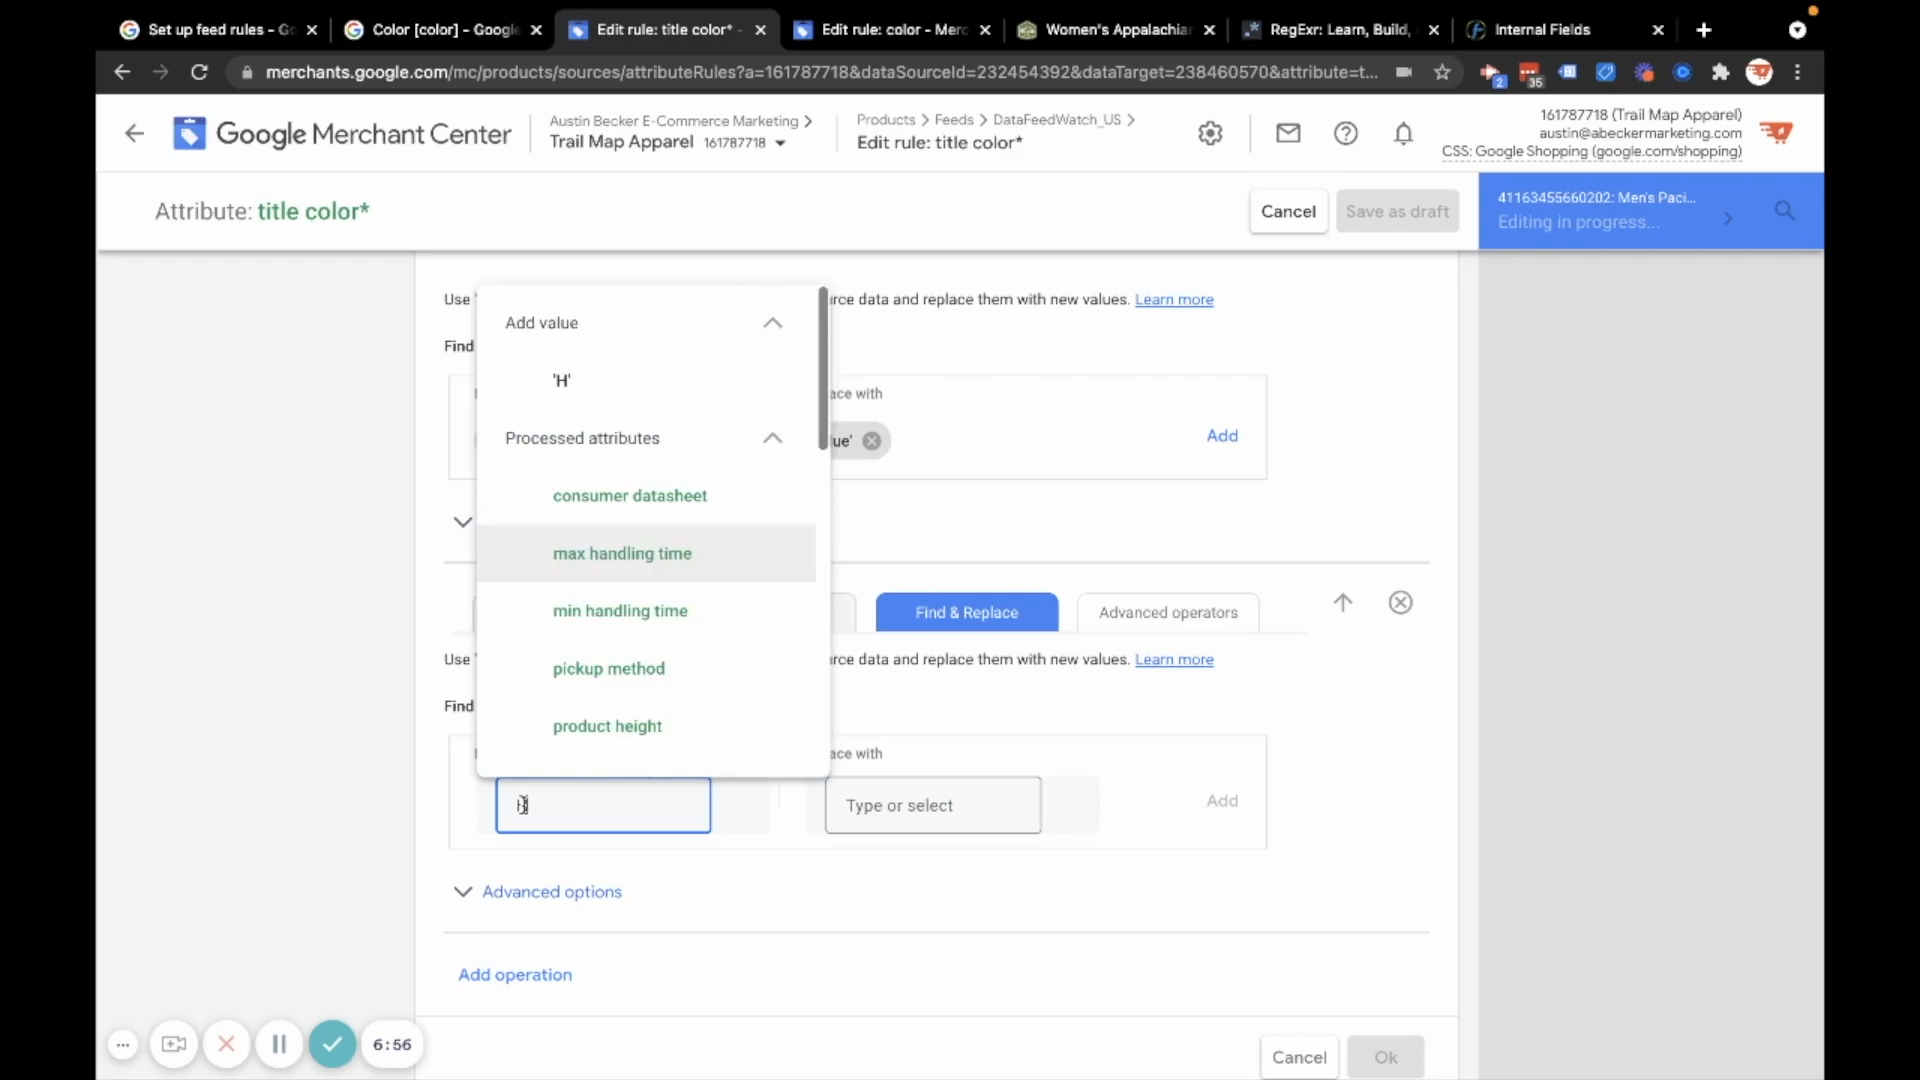 Set up feed rules - Go
Color [color] - Google
Edit rule: title color* -
Edit rule: color - Merc
Women's Appalachian
RegExr: Learn, Build,
Internal Fields
merchants.google.com/mc/products/sources/attributeRules?a=161787718&dataSourceId=232454392&dataTarget=238460570&attribute=t...
2
35
Google Merchant Center
Austin Becker E-Commerce Marketing
Trail Map Apparel 161787718
Products > Feeds > DataFeedWatch_US >
Edit rule: title color*
161787718 (Trail Map Apparel)
austin@abeckermarketing.com
CSS: Google Shopping (google.com/shopping)
Attribute: title color*
Cancel
Save as draft
41163455660202: Men's Paci...
Editing in progress...
Use
rce data and replace them with new values. Learn more
Add value
Find
'H'
ace with
Processed attributes
ue'
Add
consumer datasheet
max handling time
min handling time
Find & Replace
Advanced operators
Use
rce data and replace them with new values. Learn more
pickup method
Find
product height
ace with
Type or select
Add
Advanced options
Add operation
6:56
Cancel
Ok